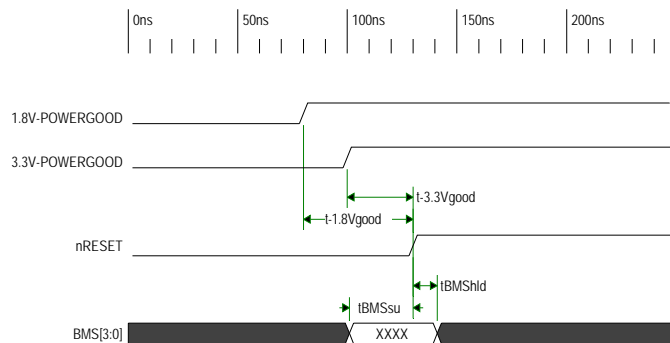 0ns 50ns 100ns 150ns 200ns
1.8V-POWERGOOD
3.3V-POWERGOOD
t-3.3Vgood
t-1.8Vgood
nRESET
tBMShld
tBMSsu
BMS[3:0] XXXX